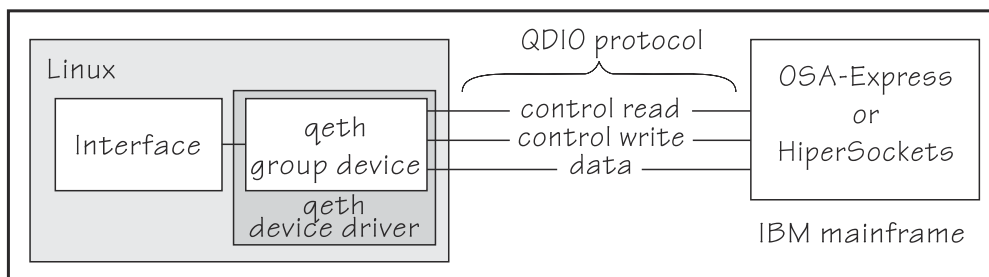 QDIO protocol
Linux
Interface
qeth
group device
qeth
device driver
control read
control write
data
OSA-Express
or
HiperSockets
IBM mainframe